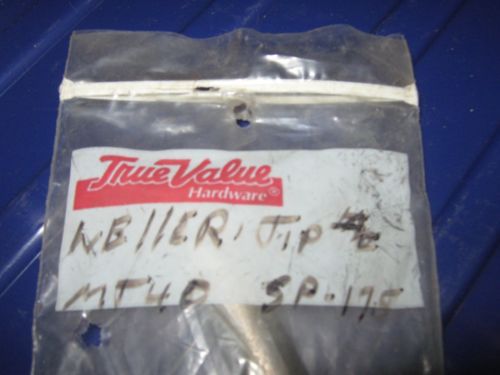 True Value
Hardware®
WEllER Tip
MT40 SP-175